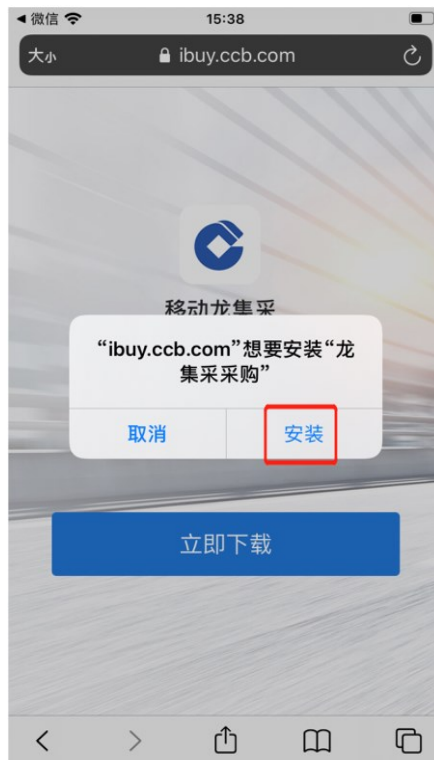 微信
15:38
大小
ibuy.ccb.com
移动龙集采
“ibuy.ccb.com”想要安装“龙
集采采购”
取消
安装
立即下载